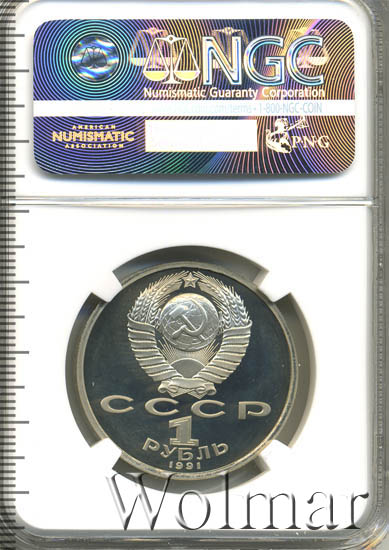 NGC
Numismatic Guaranty Corporation
1-800-NGC-COIN
AMERICAN
NUMISMATIC
ASSOCIATION
PNG
СССР
1
РУБЛЬ
1991
Wolmar